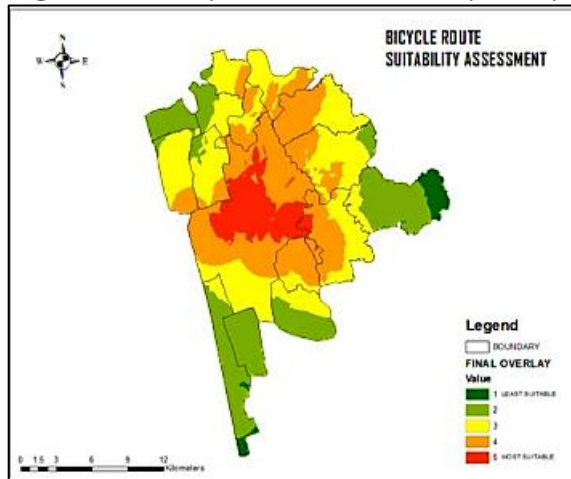 BICYCLE ROUTE
SUITABILITY ASSESSMENT
N
W E
S
Legend
BOUNDARY
FINAL OVERLAY
Value
1 LEAST SUITABLE
2
3
4
5 MOST SUITABLE
0 1.5 3 6 9 12
Kilometers